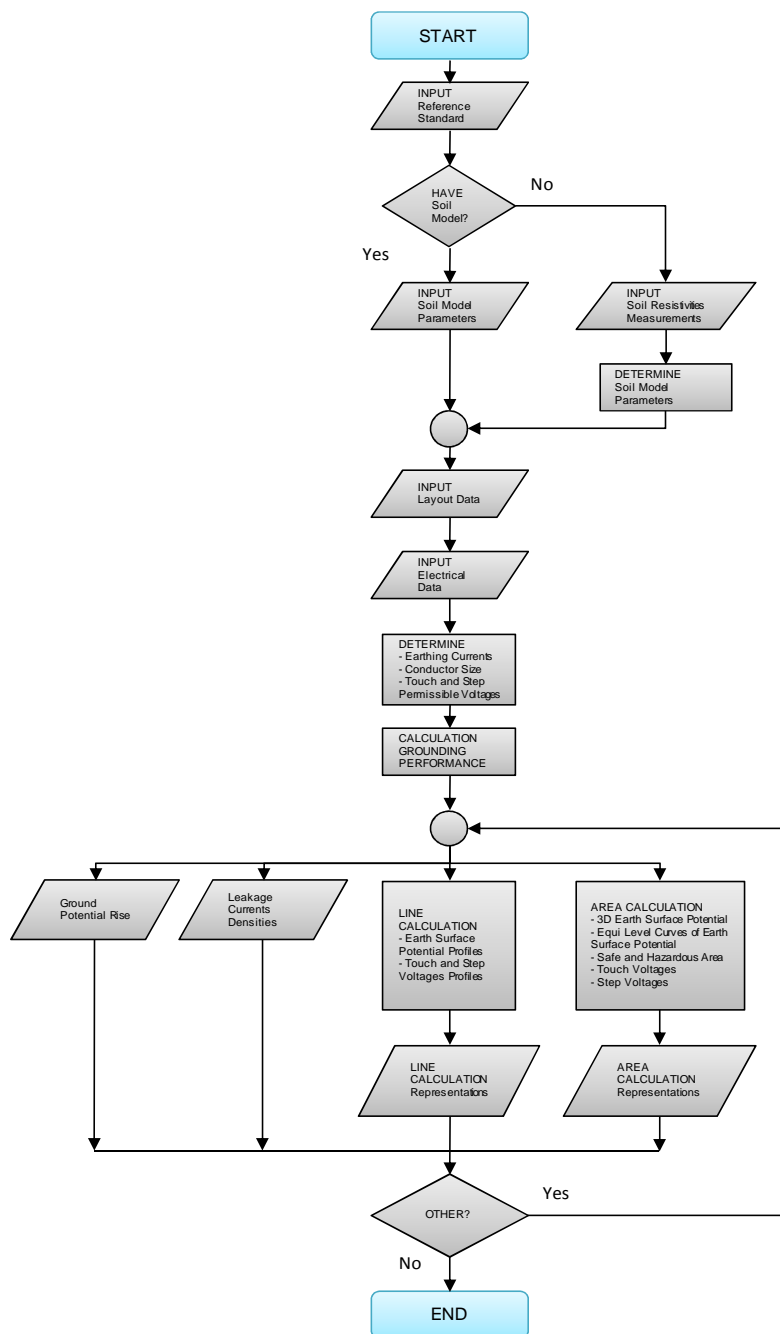 START
INPUT
Reference
Standard
HAVE
Soil
Model?
No
Yes
INPUT
Soil Model
Parameters
INPUT
Soil Resistivities
Measurements
DETERMINE
Soil Model
Parameters
INPUT
Layout Data
INPUT
Electrical
Data
DETERMINE
- Earthing Currents
- Conductor Size
- Touch and Step
Permissible Voltages
CALCULATION
GROUNDING
PERFORMANCE
Ground
Potential Rise
Leakage
Currents
Densities
LINE
CALCULATION
- Earth Surface
Potential Profiles
- Touch and Step
Voltages Profiles
AREA CALCULATION
- 3D Earth Surface Potential
- Equi Level Curves of Earth
Surface Potential
- Safe and Hazardous Area
- Touch Voltages
- Step Voltages
LINE
CALCULATION
Representations
AREA
CALCULATION
Representations
OTHER?
Yes
No
END